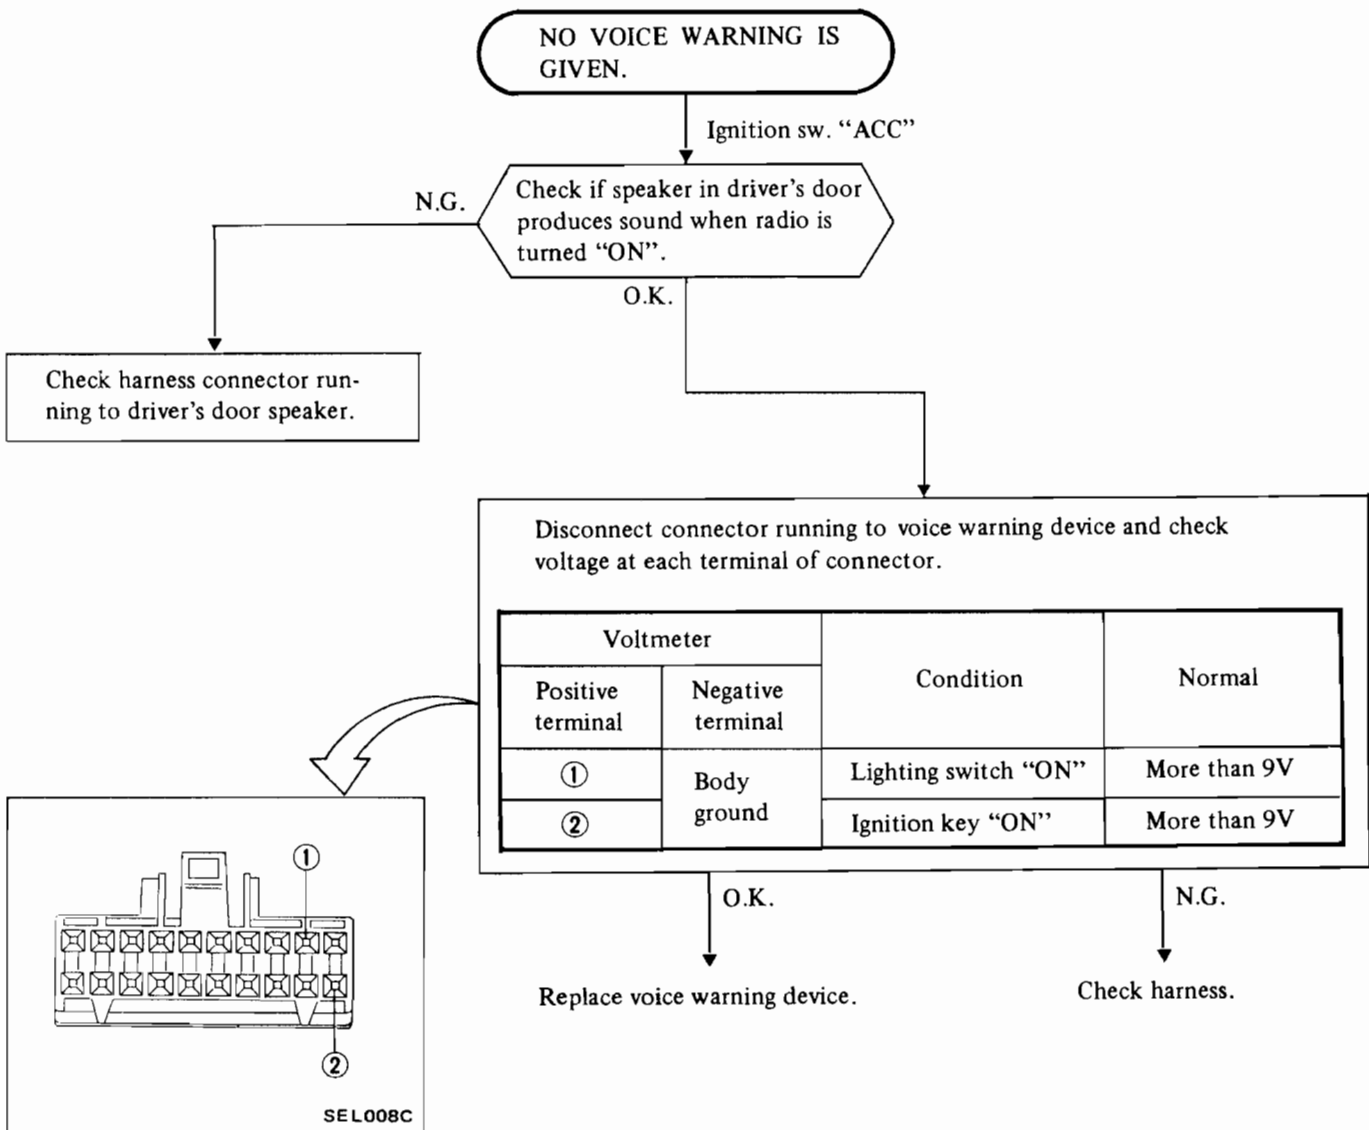 NO VOICE WARNING IS
GIVEN.
Ignition sw. “ACC”
N.G.
Check if speaker in driver's door
produces sound when radio is
turned “ON”.
O.K.
Check harness connector run-
ning to driver's door speaker.
Disconnect connector running to voice warning device and check
voltage at each terminal of connector.
Voltmeter
Condition
Normal
Positive
terminal
Negative
terminal
①
Body
ground
Lighting switch “ON”
More than 9V
②
Ignition key “ON”
More than 9V
O.K.
N.G.
Replace voice warning device.
Check harness.
①
②
SEL008C